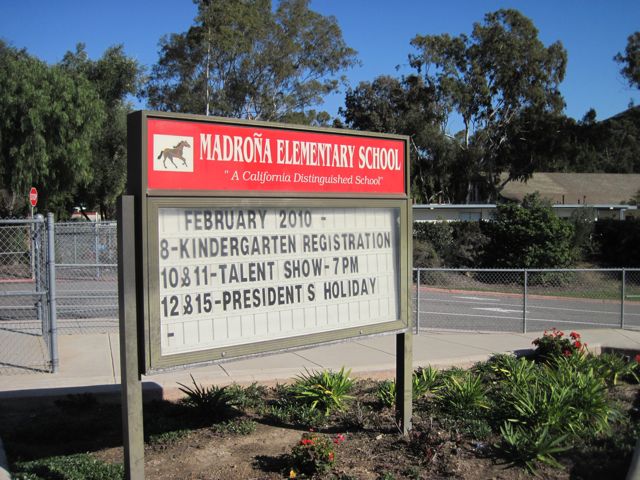 MADROÑA ELEMENTARY SCHOOL
"A California Distinguished School"
FEBRUARY 2010 -
8-KINDERGARTEN REGISTRATION
10&11-TALENT SHOW-7PM
12&15-PRESIDENT S HOLIDAY
-